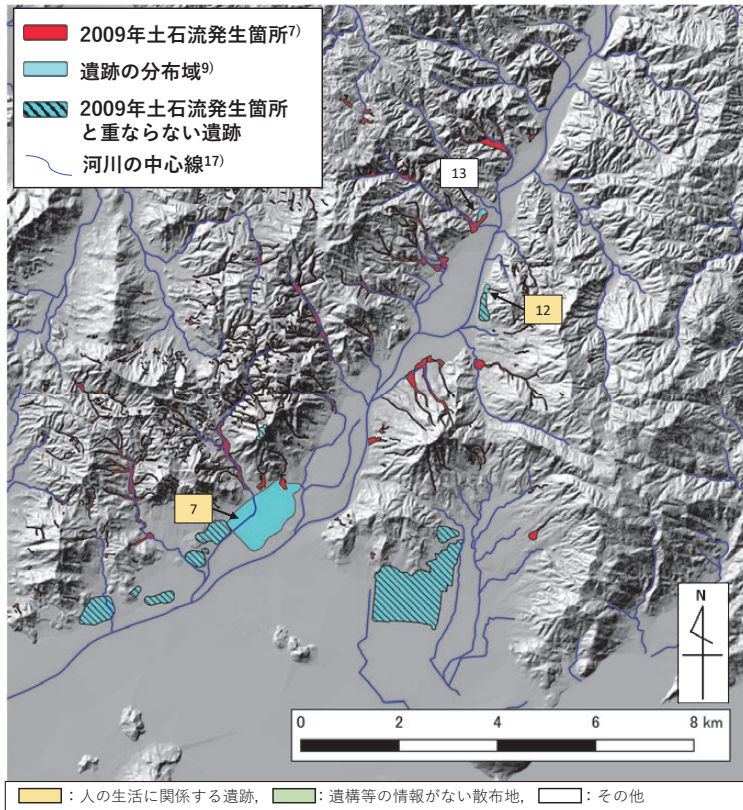 2009年土石流発生箇所7)
遺跡の分布域9)
2009年土石流発生箇所
と重ならない遺跡
河川の中心線17)
13
12
7
N
0 2 4 6 8 km
：人の生活に関係する遺跡, ：遺構等の情報がない散布地, ：その他